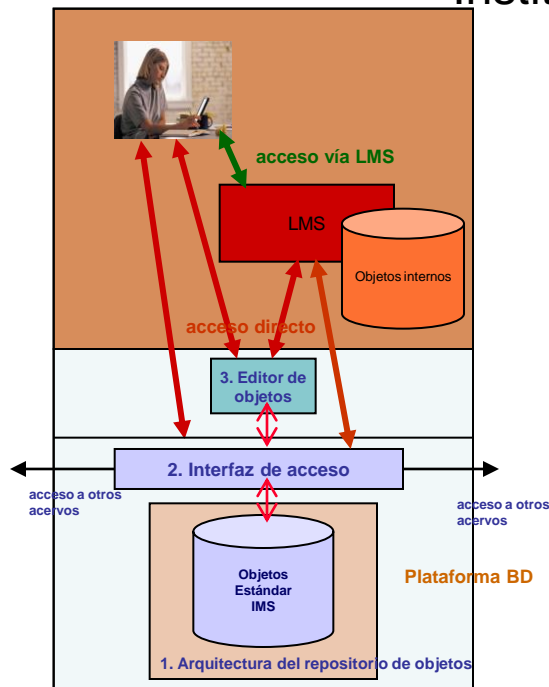 acceso vía LMS
LMS
Objetos internos
acceso directo
3. Editor de
objetos
2. Interfaz de acceso
acceso a otros
acervos
acceso a otros
acervos
Objetos
Estándar
IMS
Plataforma BD
1. Arquitectura del repositorio de objetos